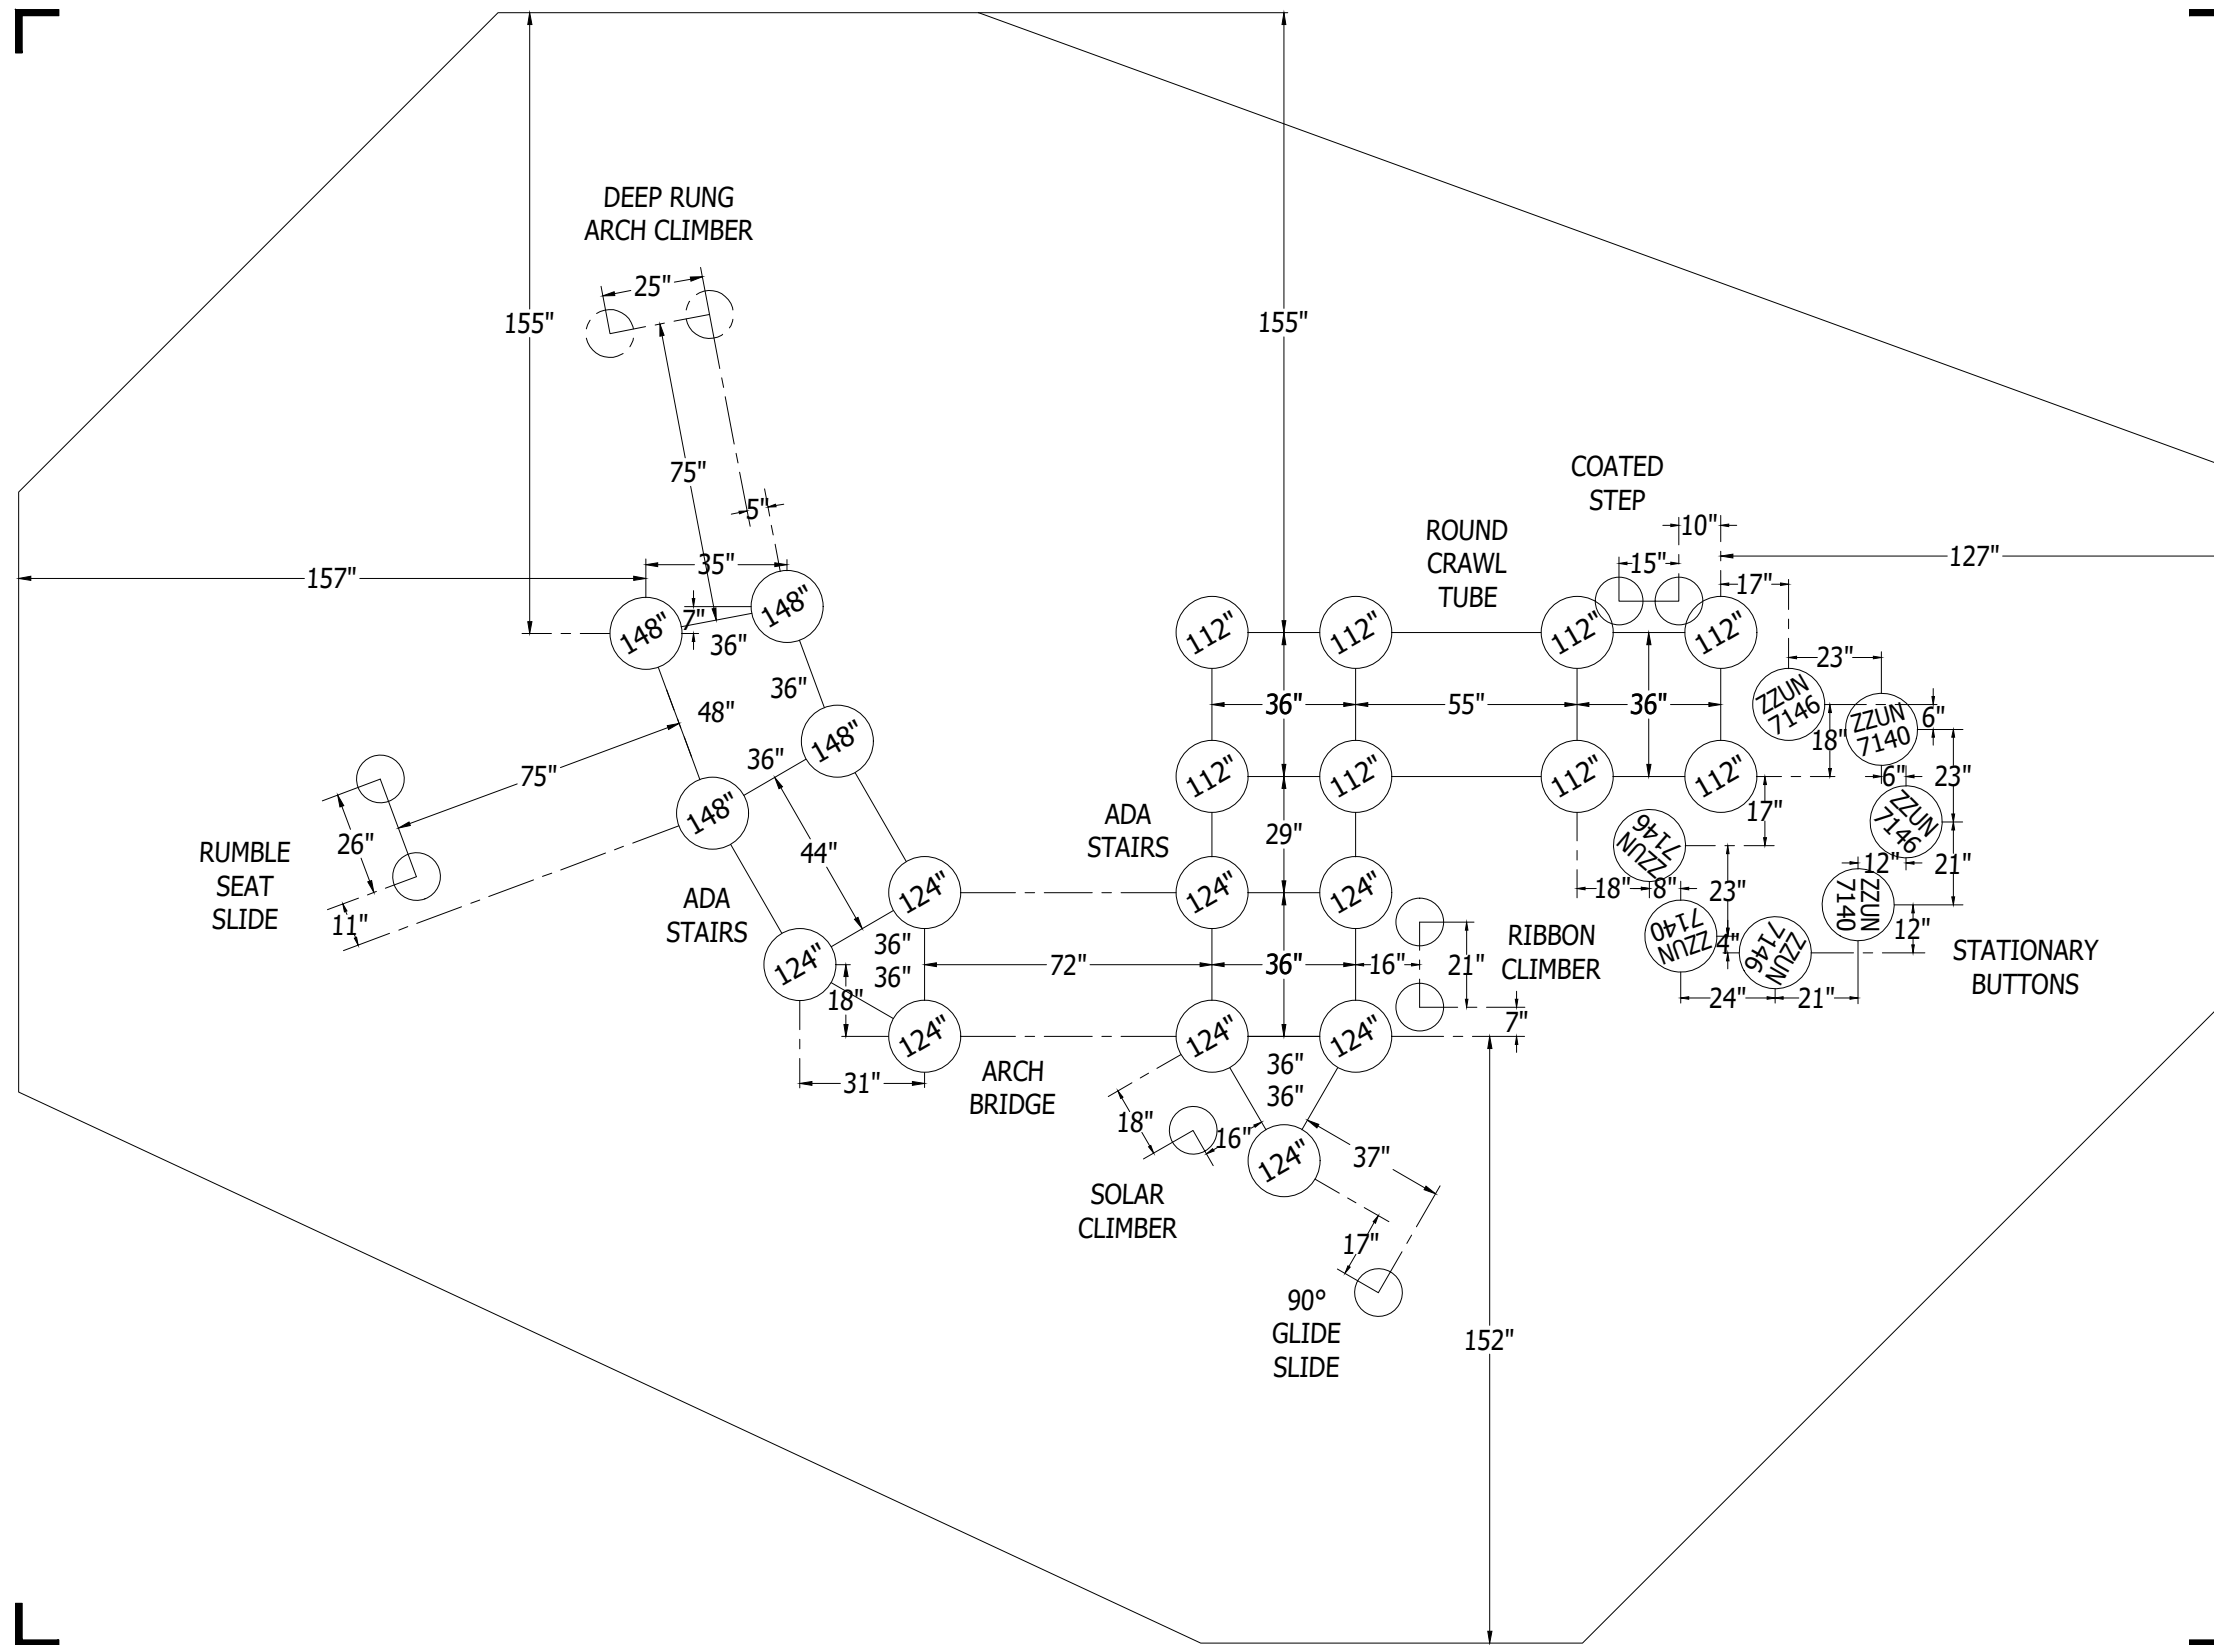 DEEP RUNG
ARCH CLIMBER
25"
155"
155"
75"
5"
COATED
STEP
10"
ROUND
CRAWL
TUBE
15"
127"
157"
35"
17"
148"
7"
36"
148"
112"
112"
112"
112"
36"
48"
23"
36"
55"
36"
ZZUN
7146
ZZUN
7140
6"
18"
148"
36"
148"
75"
112"
112"
112"
112"
6"
23"
17"
RUMBLE
SEAT
SLIDE
26"
11"
44"
ADA
STAIRS
29"
ZZUN
7146
ZZUN
7146
12"
21"
ADA
STAIRS
124"
124"
124"
18"
8"
23"
ZZUN
7140
12"
124"
36"
36"
18"
72"
36"
16"
21"
RIBBON
CLIMBER
ZZUN
7140
4"
ZZUN
7146
24"
21"
STATIONARY
BUTTONS
124"
124"
124"
7"
31"
ARCH
BRIDGE
36"
36"
18"
16"
124"
37"
SOLAR
CLIMBER
17"
90°
GLIDE
SLIDE
152"